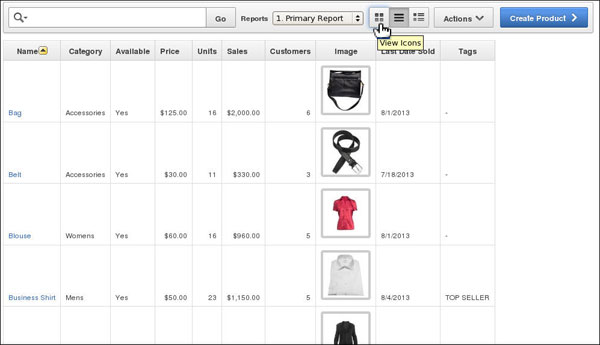 Go Reports 1. Primary Report Actions Create Product
View Icons
Name Category Available Price Units Sales Customers Image Last Date Sold Tags
Bag Accessories Yes $125.00 16 $2,000.00 6 8/1/2013 -
Belt Accessories Yes $30.00 11 $330.00 3 7/18/2013 -
Blouse Womens Yes $60.00 16 $960.00 5 8/1/2013 -
Business Shirt Mens Yes $50.00 23 $1,150.00 5 8/4/2013 TOP SELLER